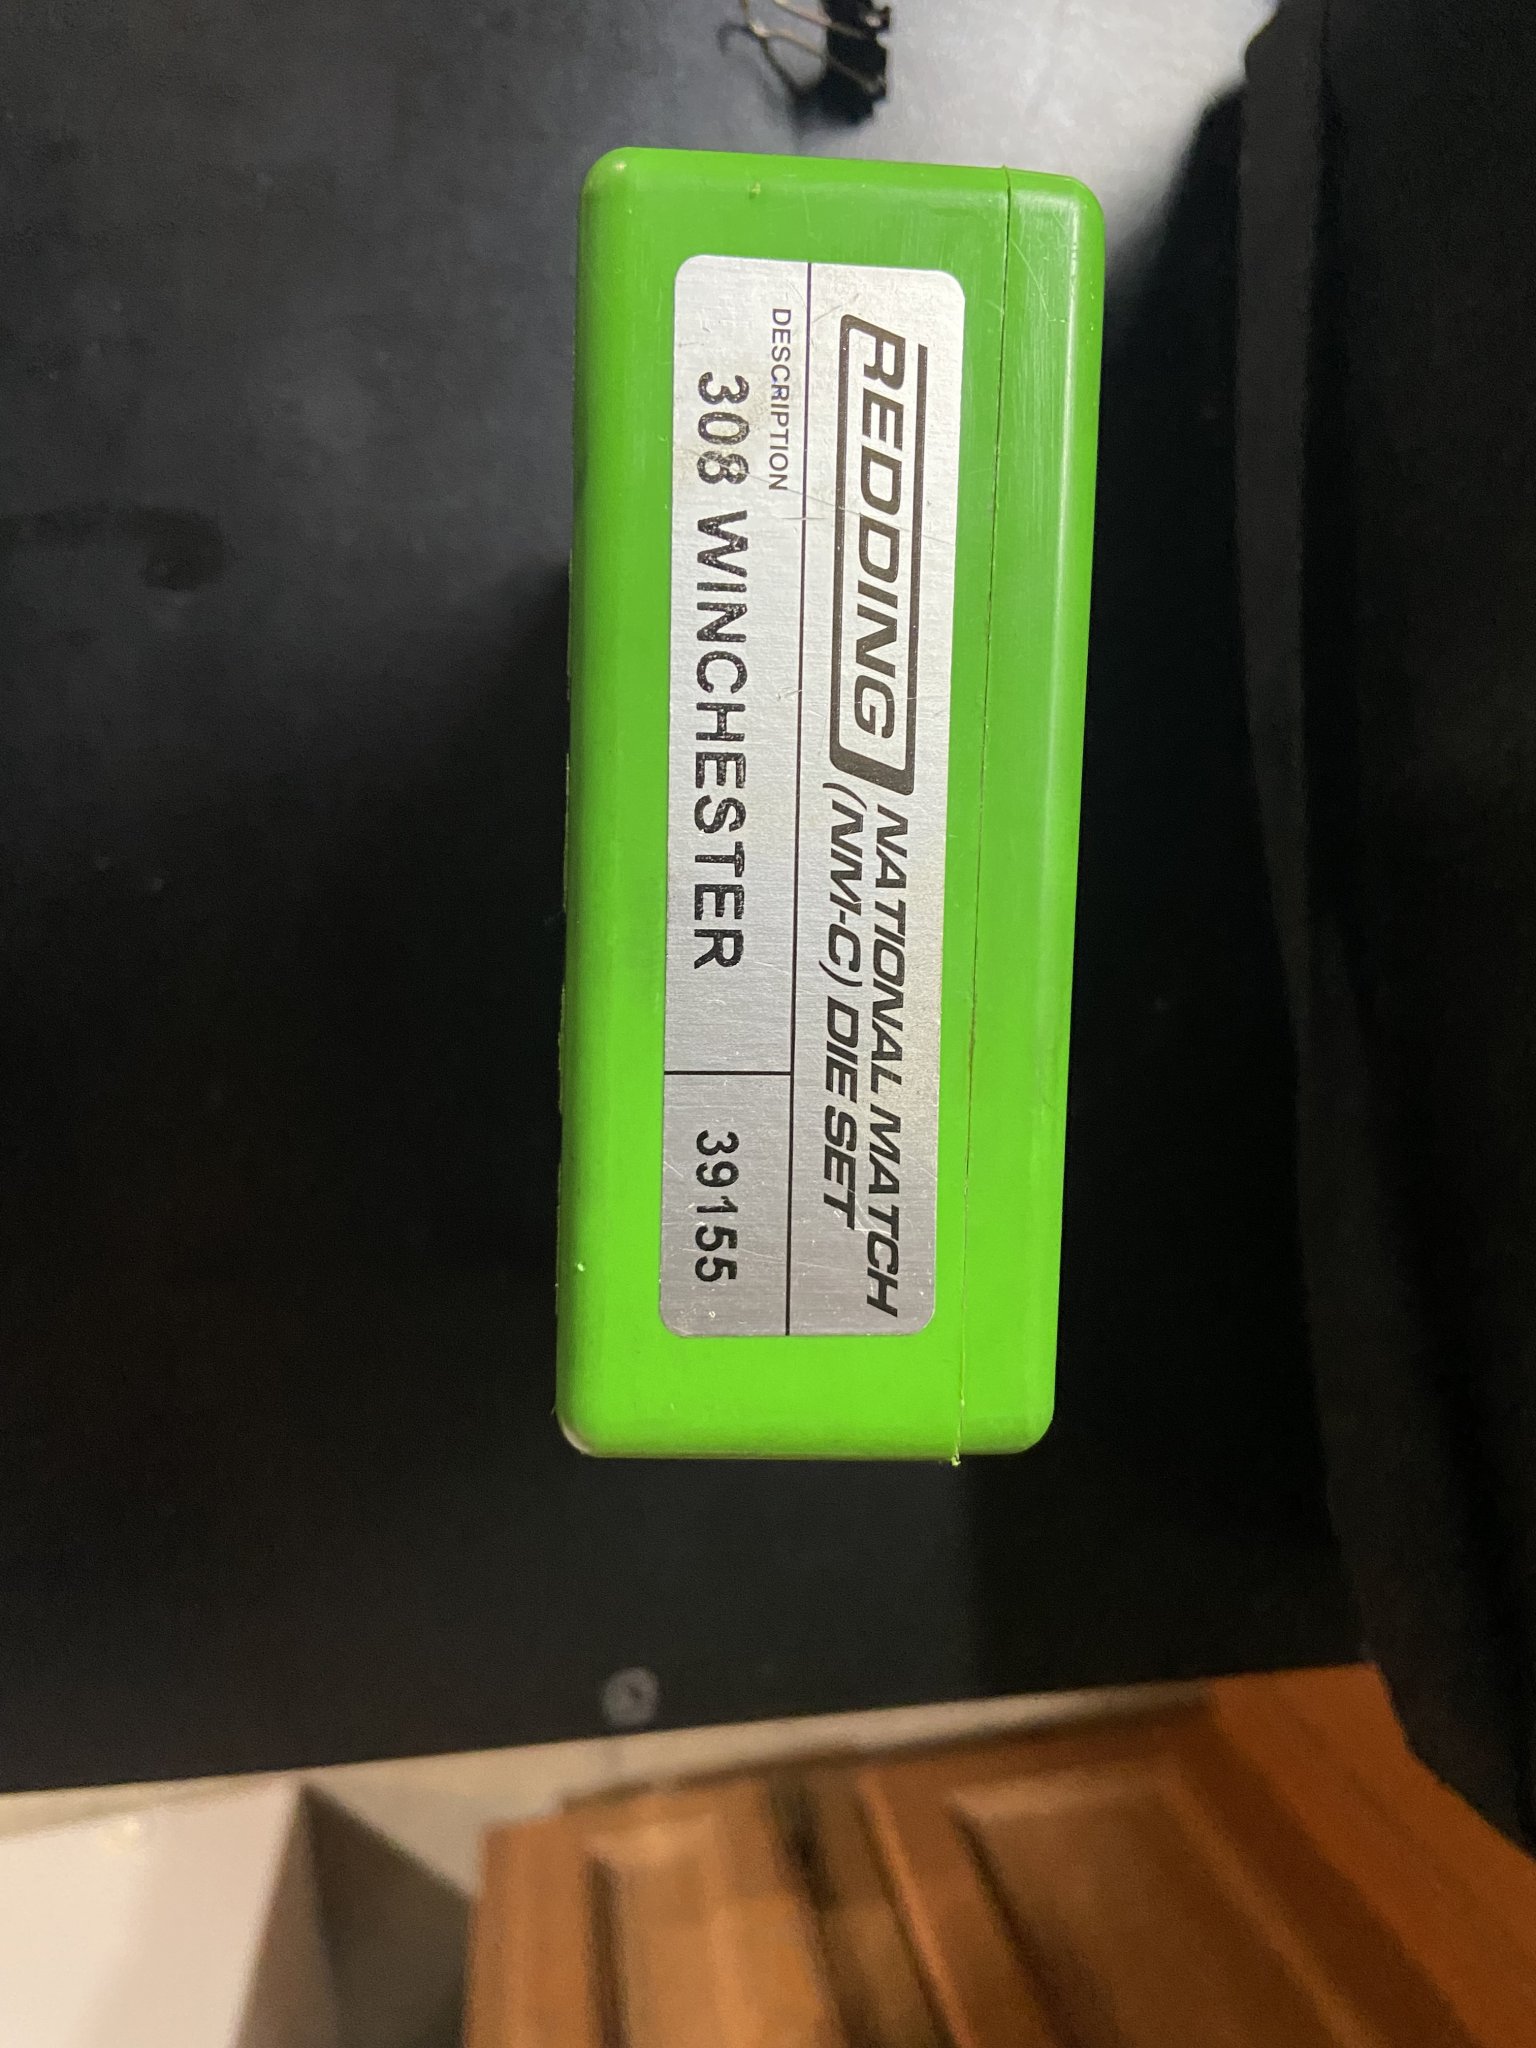 REDDING
NATIONAL MATCH
(NM-C) DIE SET
DESCRIPTION
308 WINCHESTER
39155